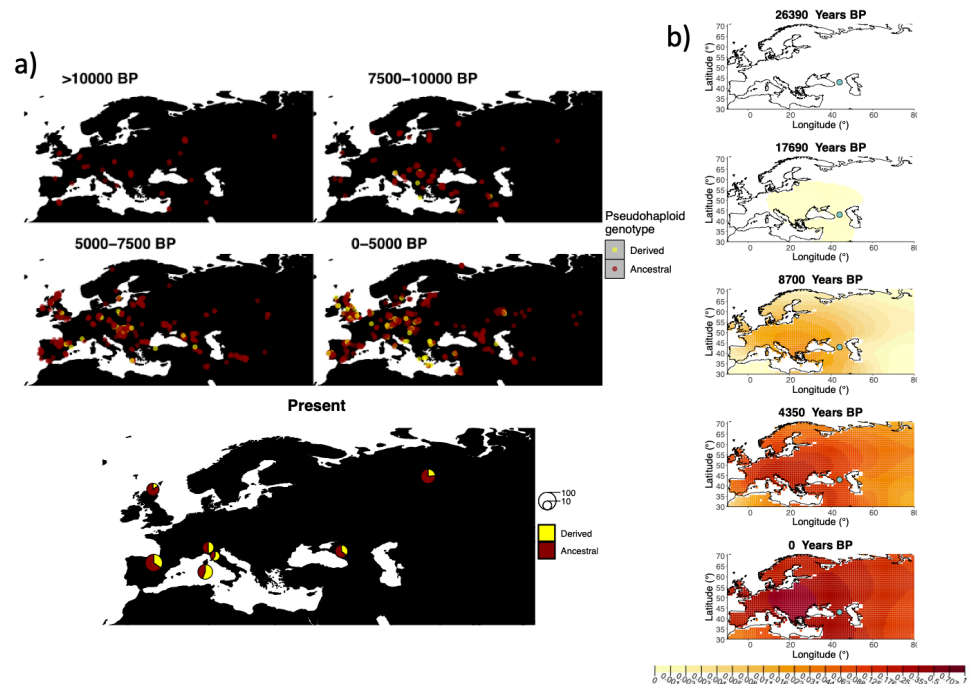 a)
>10000 BP
7500–10000 BP
5000–7500 BP
0–5000 BP
Pseudohaploid
genotype
Derived
Ancestral
Present
100
10
Derived
Ancestral
b)
26390 Years BP
Latitude (°)
70
65
60
55
50
45
40
35
30
0
20
40
60
80
Longitude (°)
17690 Years BP
Latitude (°)
70
65
60
55
50
45
40
35
30
0
20
40
60
80
Longitude (°)
8700 Years BP
Latitude (°)
70
65
60
55
50
45
40
35
30
0
20
40
60
80
Longitude (°)
4350 Years BP
Latitude (°)
70
65
60
55
50
45
40
35
30
0
20
40
60
80
Longitude (°)
0 Years BP
Latitude (°)
70
65
60
55
50
45
40
35
30
0
20
40
60
80
Longitude (°)
0
1